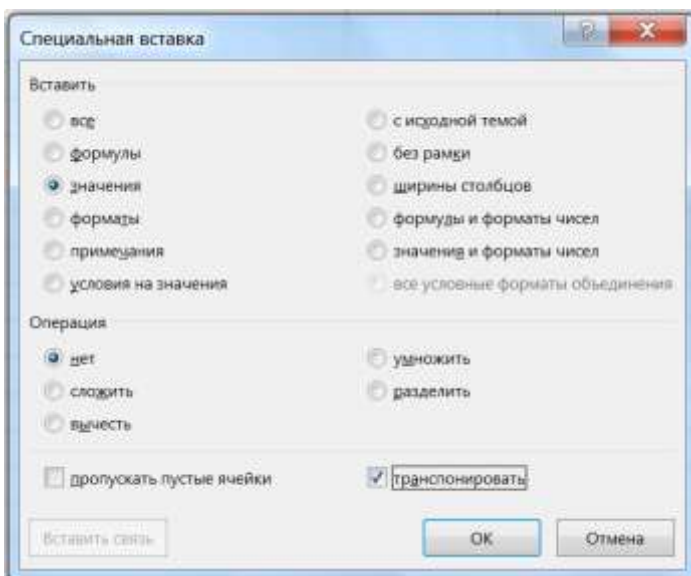 Специальная вставка
Вставить
все
с исходной темой
формулы
без рамки
значения
ширины столбцов
форматы
формулы и форматы чисел
примечания
значения и форматы чисел
условия на значения
все условные форматы объединения
Операция
нет
умножить
сложить
разделить
вычесть
пропускать пустые ячейки
транспонировать
Вставить связь
ОК
Отмена